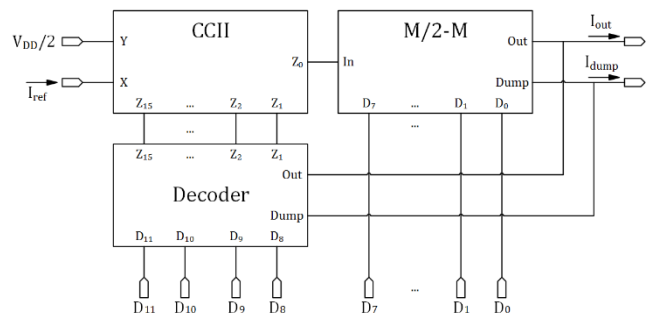 CCII
M/2-M
I_out
V_DD/2
Y
Out
Z_0
In
I_dump
X
Dump
I_ref
Z_15 ... Z_2 Z_1
D_7 ... D_1 D_0
...
...
Z_15 ... Z_2 Z_1
Out
Decoder
Dump
D_11 D_10 D_9 D_8
...
D_11 D_10 D_9 D_8 D_7 D_1 D_0